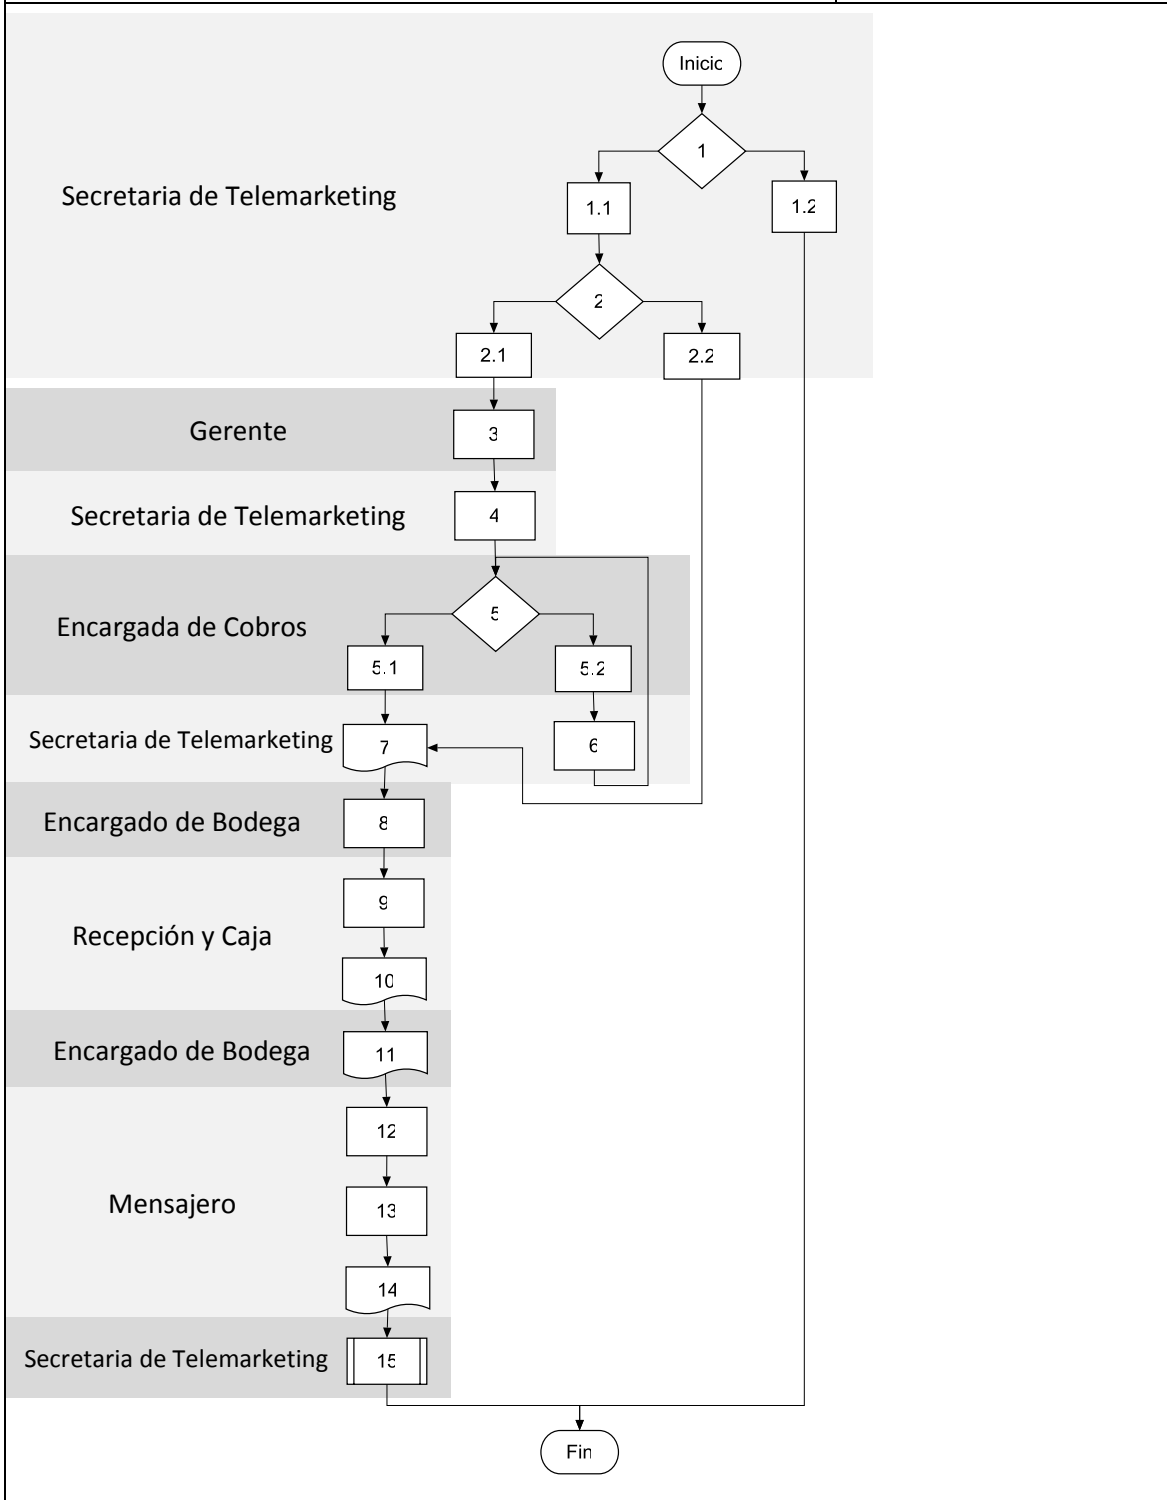 Inicio
1
Secretaria de Telemarketing
1.1
1.2
2
2.1
2.2
Gerente
3
Secretaria de Telemarketing
4
Encargada de Cobros
5
5.1
5.2
Secretaria de Telemarketing
7
6
Encargado de Bodega
8
9
Recepción y Caja
10
Encargado de Bodega
11
12
Mensajero
13
14
Secretaria de Telemarketing
15
Fin